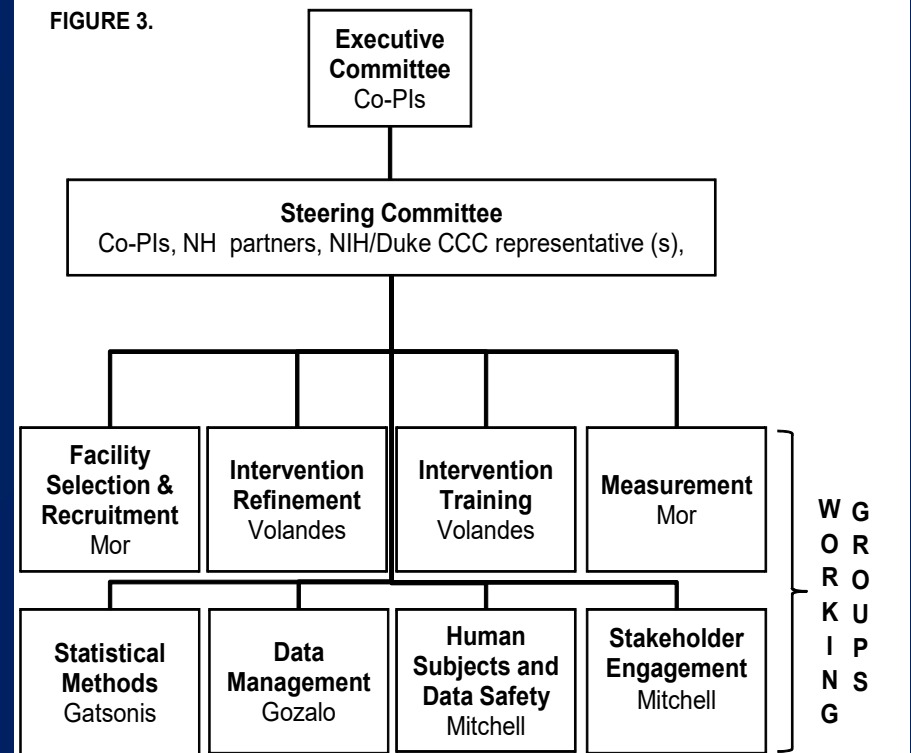 FIGURE 3.
Executive
Committee
Co-PIs
Steering Committee
Co-PIs, NH partners, NIH/Duke CCC representative (s),
Facility
Selection &
Recruitment
Mor
Intervention
Refinement
Volandes
Intervention
Training
Volandes
Measurement
Mor
Statistical
Methods
Gatsonis
Data
Management
Gozalo
Human
Subjects and
Data Safety
Mitchell
Stakeholder
Engagement
Mitchell
WORKING
GROUPS